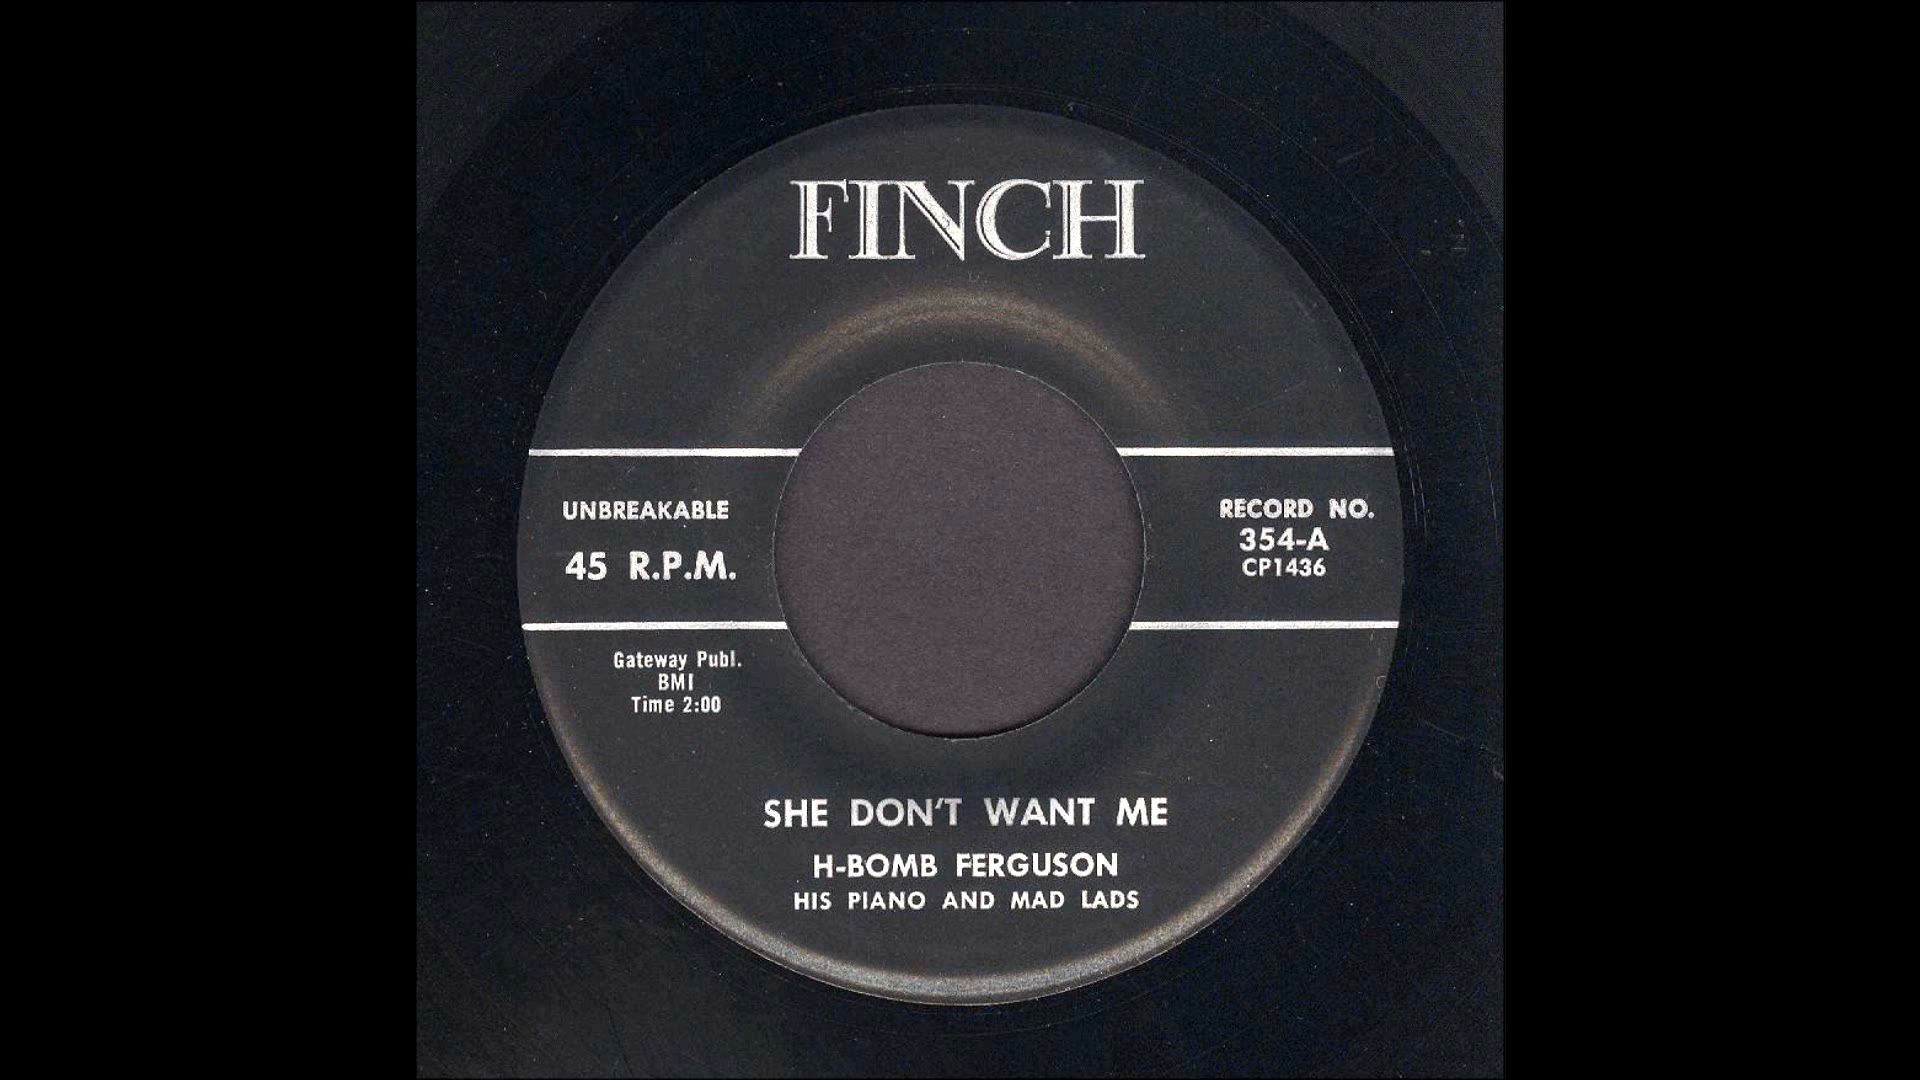 FINCH
UNBREAKABLE
45 R.P.M.
RECORD NO.
354-A
CP1436
Gateway Publ.
BMI
Time 2:00
SHE DON'T WANT ME
H-BOMB FERGUSON
HIS PIANO AND MAD LADS